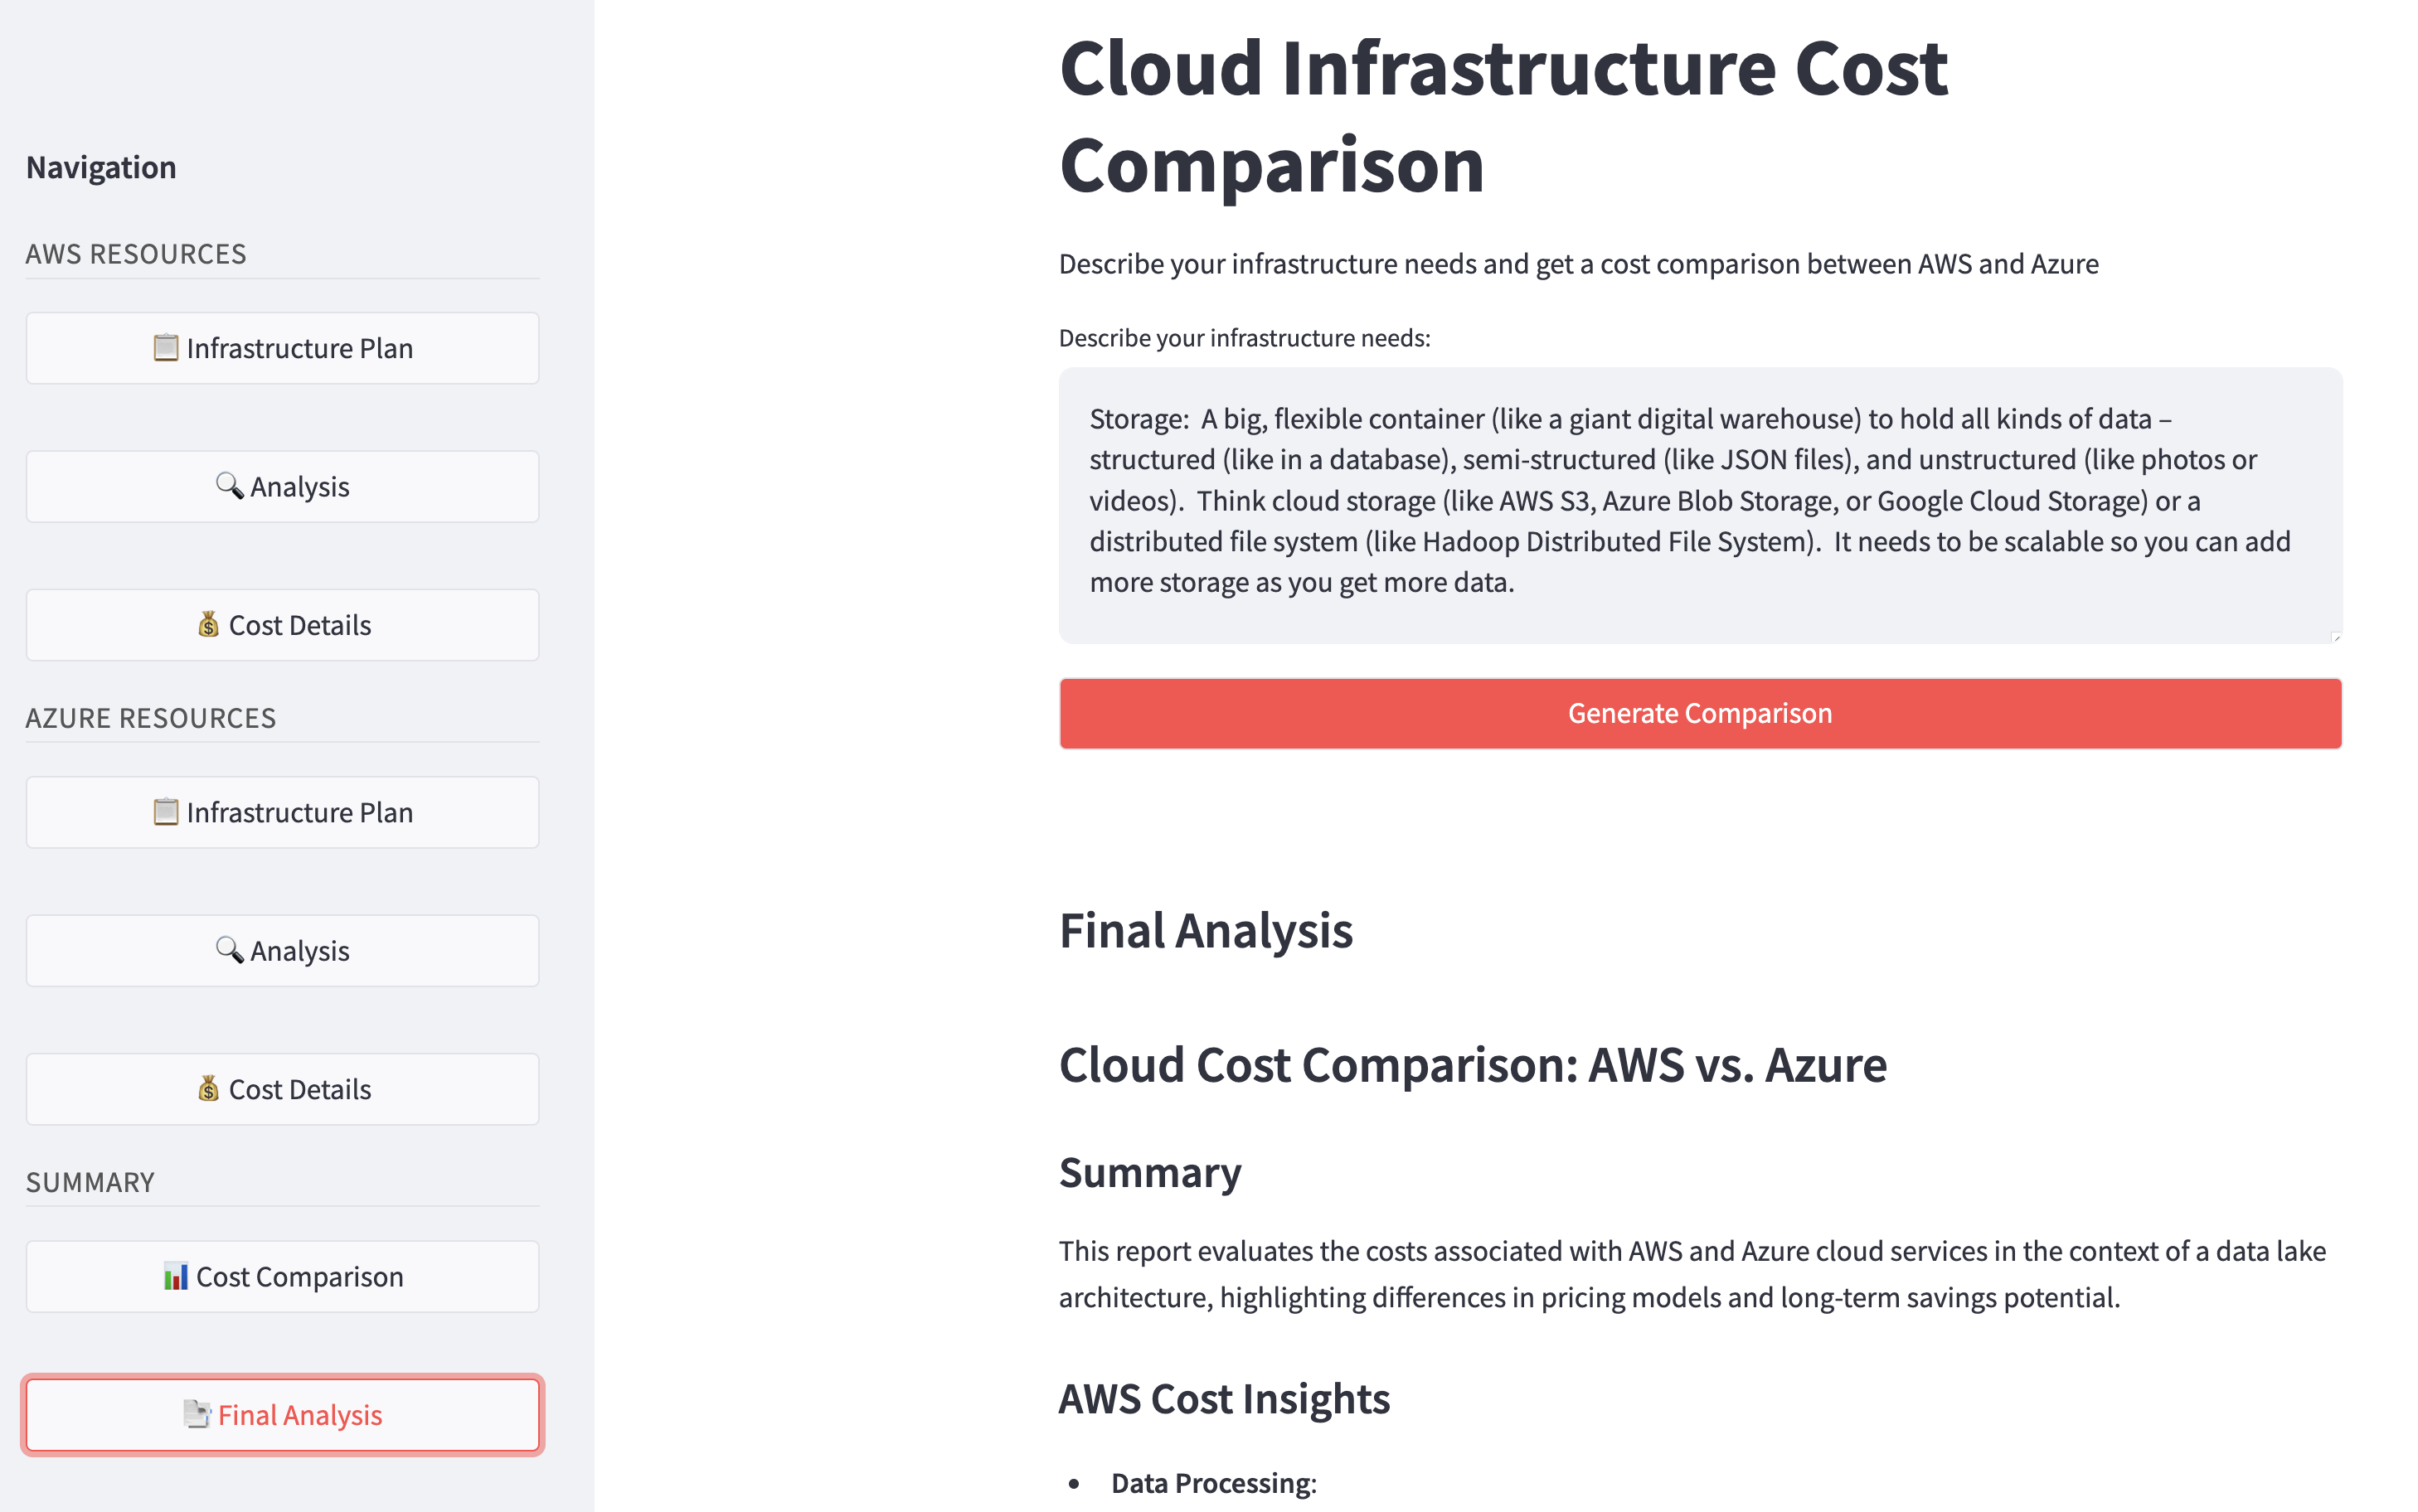 Navigation
AWS RESOURCES
Infrastructure Plan
Analysis
Cost Details
AZURE RESOURCES
Infrastructure Plan
Analysis
Cost Details
SUMMARY
Cost Comparison
Final Analysis
Cloud Infrastructure Cost
Comparison
Describe your infrastructure needs and get a cost comparison between AWS and Azure
Describe your infrastructure needs:
Storage:  A big, flexible container (like a giant digital warehouse) to hold all kinds of data –
structured (like in a database), semi-structured (like JSON files), and unstructured (like photos or
videos).  Think cloud storage (like AWS S3, Azure Blob Storage, or Google Cloud Storage) or a
distributed file system (like Hadoop Distributed File System).  It needs to be scalable so you can add
more storage as you get more data.
Generate Comparison
Final Analysis
Cloud Cost Comparison: AWS vs. Azure
Summary
This report evaluates the costs associated with AWS and Azure cloud services in the context of a data lake
architecture, highlighting differences in pricing models and long-term savings potential.
AWS Cost Insights
• Data Processing: